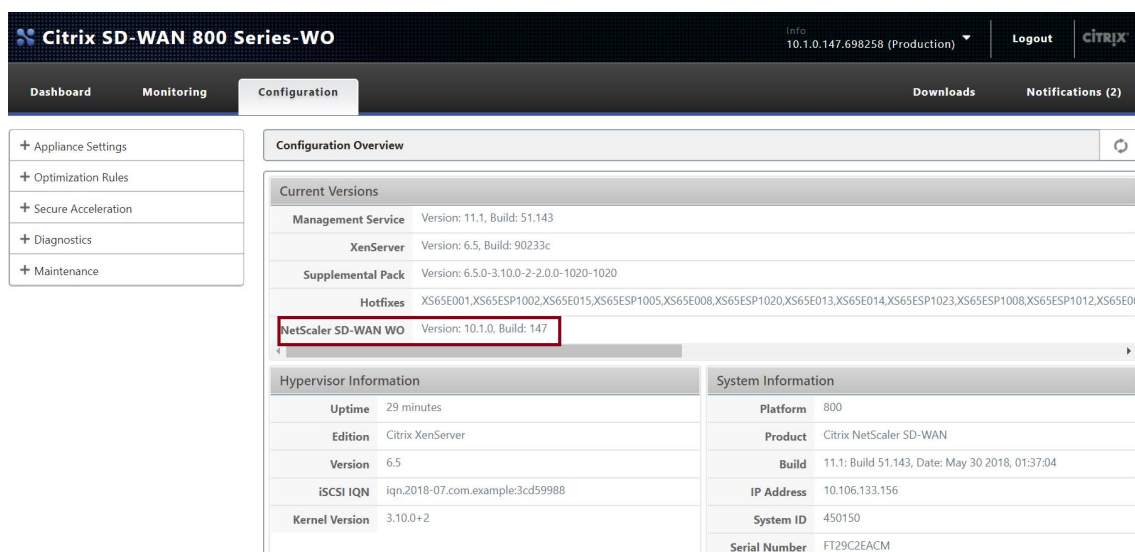 Citrix SD-WAN 800 Series-WO
Info
10.1.0.147.698258 (Production)
Logout
CITRIX
Dashboard Monitoring Configuration Downloads Notifications (2)
+ Appliance Settings
+ Optimization Rules
+ Secure Acceleration
+ Diagnostics
+ Maintenance
Configuration Overview
Current Versions
Management Service Version: 11.1, Build: 51.143
XenServer Version: 6.5, Build: 90233c
Supplemental Pack Version: 6.5.0-3.10.0-2-2.0.0-1020-1020
Hotfixes XS65E001,XS65ESP1002,XS65E015,XS65ESP1005,XS65E008,XS65ESP1020,XS65E013,XS65E014,XS65ESP1023,XS65ESP1008,XS65ESP1012,XS65E0
NetScaler SD-WAN WO Version: 10.1.0, Build: 147
Hypervisor Information
Uptime 29 minutes
Edition Citrix XenServer
Version 6.5
iSCSI IQN iqn.2018-07.com.example:3cd59988
Kernel Version 3.10.0+2
System Information
Platform 800
Product Citrix NetScaler SD-WAN
Build 11.1: Build 51.143, Date: May 30 2018, 01:37:04
IP Address 10.106.133.156
System ID 450150
Serial Number FT29C2EACM